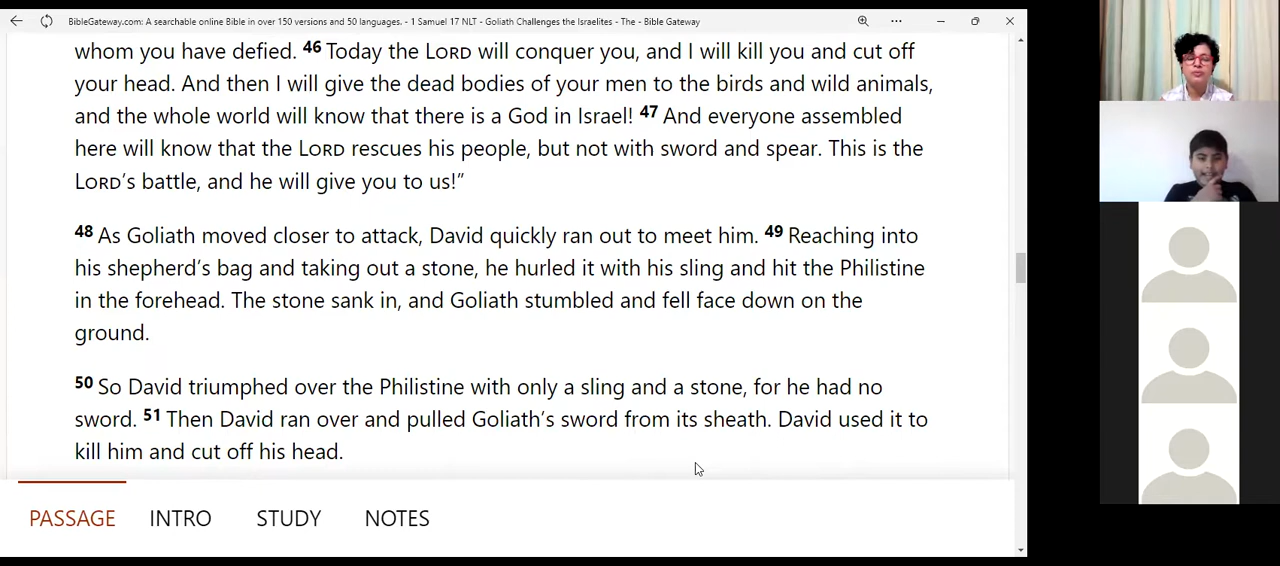 BibleGateway.com: A searchable online Bible in over 150 versions and 50 languages. - 1 Samuel 17 NLT - Goliath Challenges the Israelites - The - Bible Gateway
whom you have defied. 46 Today the LORD will conquer you, and I will kill you and cut off
your head. And then I will give the dead bodies of your men to the birds and wild animals,
and the whole world will know that there is a God in Israel! 47 And everyone assembled
here will know that the LORD rescues his people, but not with sword and spear. This is the
LORD’s battle, and he will give you to us!”
48 As Goliath moved closer to attack, David quickly ran out to meet him. 49 Reaching into
his shepherd’s bag and taking out a stone, he hurled it with his sling and hit the Philistine
in the forehead. The stone sank in, and Goliath stumbled and fell face down on the
ground.
50 So David triumphed over the Philistine with only a sling and a stone, for he had no
sword. 51 Then David ran over and pulled Goliath’s sword from its sheath. David used it to
kill him and cut off his head.
PASSAGE INTRO STUDY NOTES